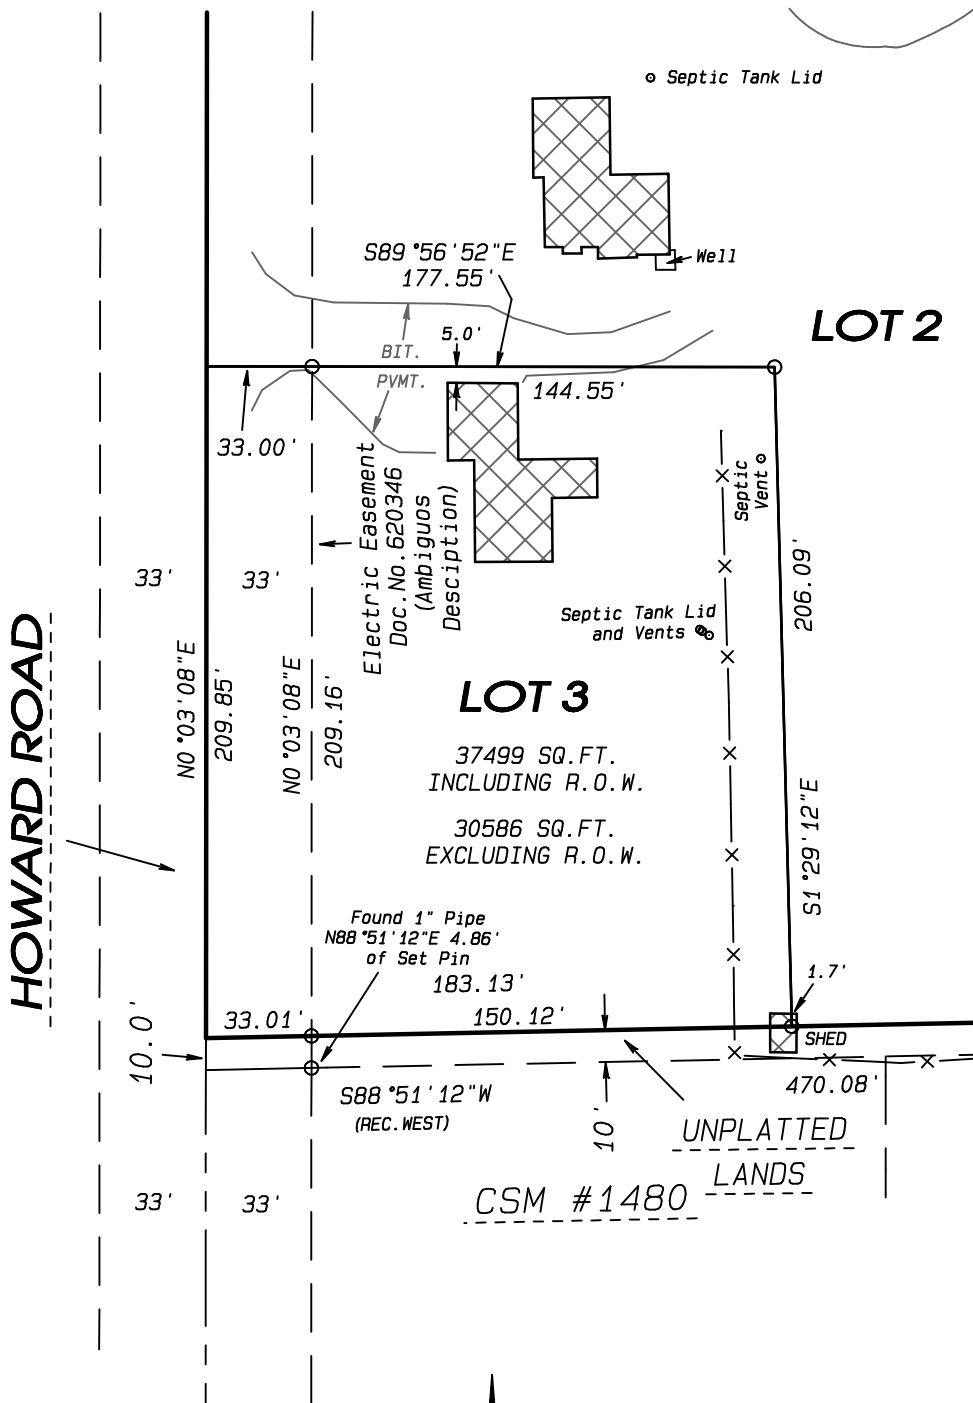 Septic Tank Lid
S89°56'52"E
177.55'
Well
LOT 2
5.0'
BIT.
PVMT.
144.55'
33.00'
Electric Easement
Doc.No.620346
(Ambiguos
Desciption)
Septic
Vent
33'
33'
206.09'
Septic Tank Lid
and Vents
HOWARD ROAD
N0°03'08"E
209.85'
N0°03'08"E
209.16'
LOT 3
37499 SQ.FT.
INCLUDING R.O.W.
30586 SQ.FT.
EXCLUDING R.O.W.
S1°29'12"E
Found 1" Pipe
N88°51'12"E 4.86'
of Set Pin
183.13'
1.7'
33.01'
150.12'
10.0'
SHED
470.08'
S88°51'12"W
(REC.WEST)
10'
UNPLATTED
LANDS
CSM #1480
33'
33'